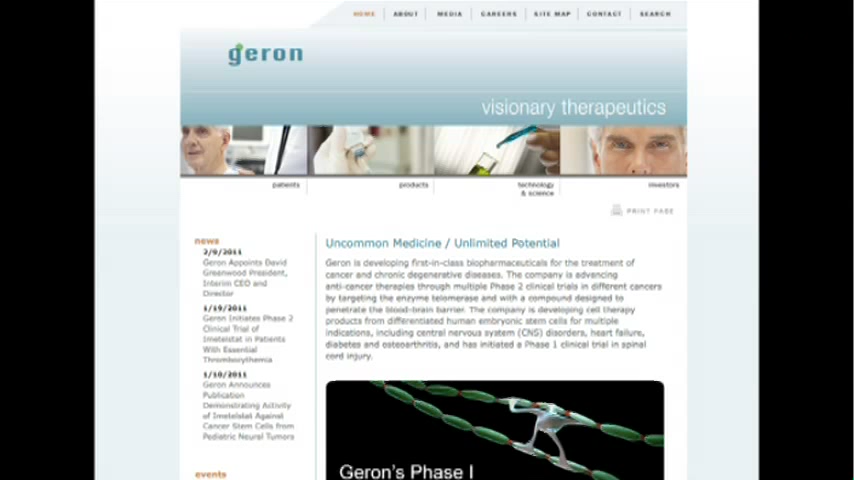 HOME ABOUT MEDIA CAREERS SITE MAP CONTACT SEARCH
geron
visionary therapeutics
patients products technology & science investors
PRINT PAGE
news
2/9/2011
Geron Appoints David
Greenwood President,
Interim CEO and
Director
1/19/2011
Geron Initiates Phase 2
Clinical Trial of
Imetelstat in Patients
With Essential
Thrombocythemia
1/10/2011
Geron Announces
Publication
Demonstrating Activity
of Imetelstat Against
Cancer Stem Cells from
Pediatric Neural Tumors
events
Uncommon Medicine / Unlimited Potential
Geron is developing first-in-class biopharmaceuticals for the treatment of
cancer and chronic degenerative diseases. The company is advancing
anti-cancer therapies through multiple Phase 2 clinical trials in different cancers
by targeting the enzyme telomerase and with a compound designed to
penetrate the blood-brain barrier. The company is developing cell therapy
products from differentiated human embryonic stem cells for multiple
indications, including central nervous system (CNS) disorders, heart failure,
diabetes and osteoarthritis, and has initiated a Phase 1 clinical trial in spinal
cord injury.
Geron's Phase I